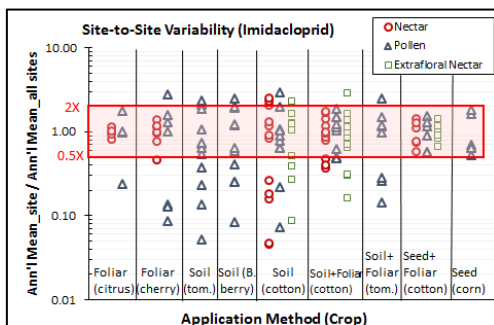 Site-to-Site Variability (Imidacloprid)
Nectar
Pollen
Extrafloral Nectar
Ann'l Mean_site / Ann'l Mean_all sites
10.00
2X
1.00
0.5X
0.10
0.01
Foliar (citrus)
Foliar (cherry)
Soil (tom.)
Soil (B. berry)
Soil (cotton)
Soil+Foliar (cotton)
Soil+ Foliar (tom.)
Seed+ Foliar (cotton)
Seed (corn)
Application Method (Crop)